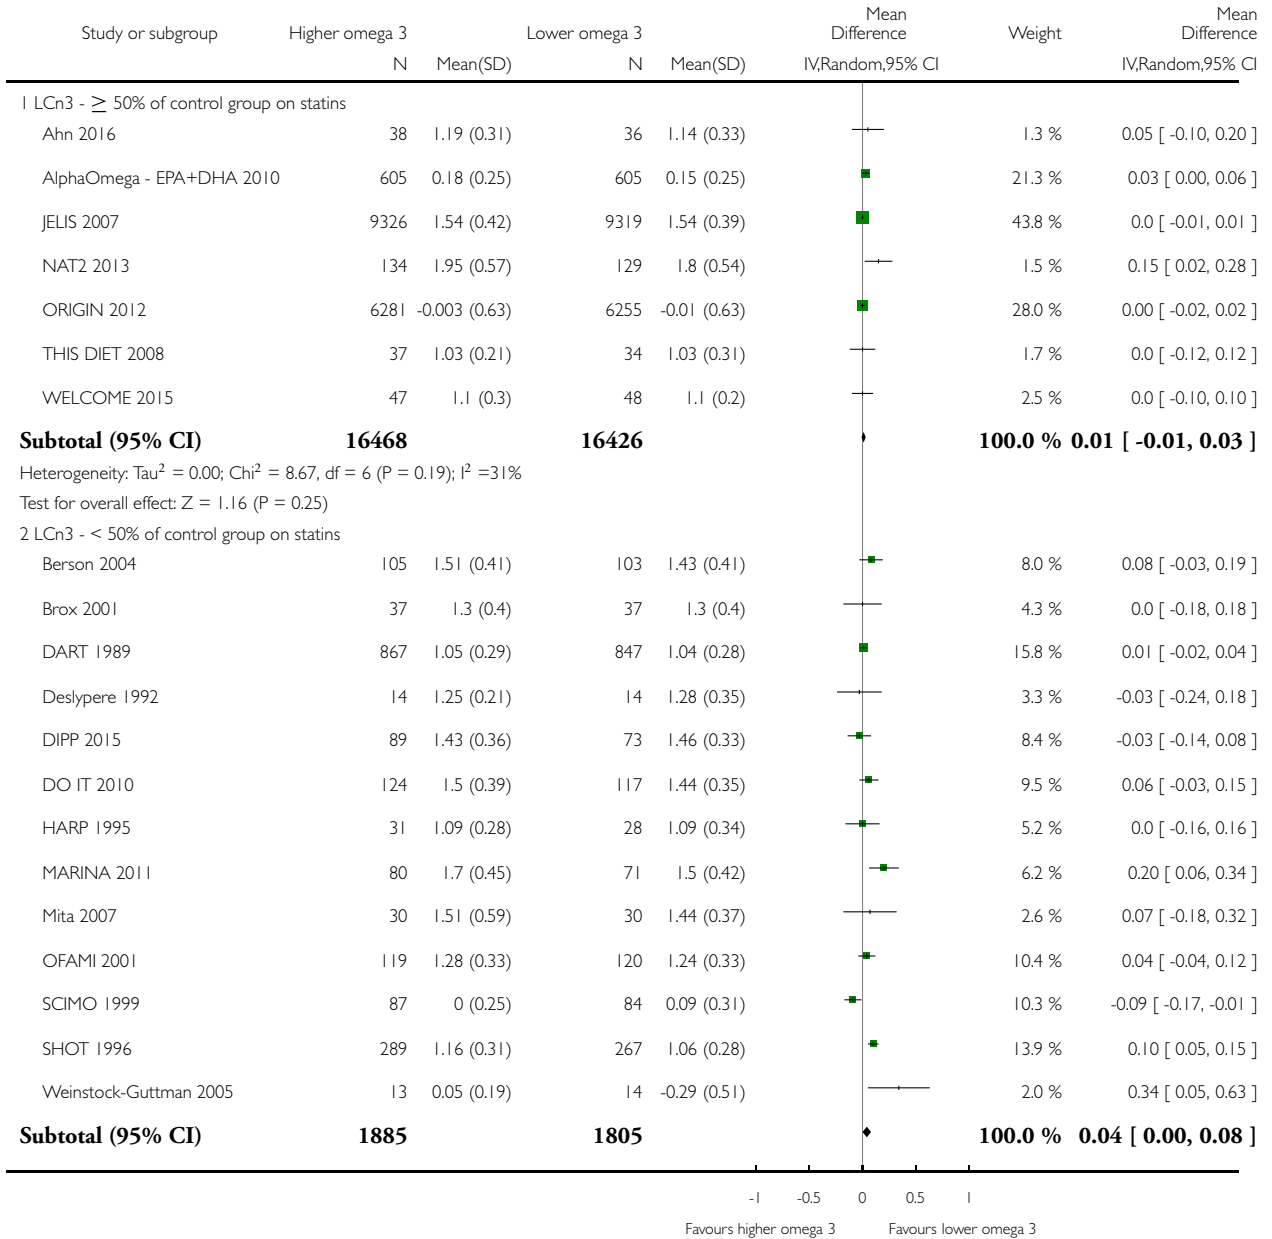 Study or subgroup Higher omega 3 Lower omega 3 Mean Difference Weight Mean Difference
N Mean(SD) N Mean(SD) IV,Random,95% CI IV,Random,95% CI
1 LCn3 - ≥ 50% of control group on statins
Ahn 2016 38 1.19 (0.31) 36 1.14 (0.33) 1.3 % 0.05 [ -0.10, 0.20 ]
AlphaOmega - EPA+DHA 2010 605 0.18 (0.25) 605 0.15 (0.25) 21.3 % 0.03 [ 0.00, 0.06 ]
JELIS 2007 9326 1.54 (0.42) 9319 1.54 (0.39) 43.8 % 0.0 [ -0.01, 0.01 ]
NAT2 2013 134 1.95 (0.57) 129 1.8 (0.54) 1.5 % 0.15 [ 0.02, 0.28 ]
ORIGIN 2012 6281 -0.003 (0.63) 6255 -0.01 (0.63) 28.0 % 0.00 [ -0.02, 0.02 ]
THIS DIET 2008 37 1.03 (0.21) 34 1.03 (0.31) 1.7 % 0.0 [ -0.12, 0.12 ]
WELCOME 2015 47 1.1 (0.3) 48 1.1 (0.2) 2.5 % 0.0 [ -0.10, 0.10 ]
Subtotal (95% CI) 16468 16426 100.0 % 0.01 [ -0.01, 0.03 ]
Heterogeneity: Tau² = 0.00; Chi² = 8.67, df = 6 (P = 0.19); I² =31%
Test for overall effect: Z = 1.16 (P = 0.25)
2 LCn3 - < 50% of control group on statins
Berson 2004 105 1.51 (0.41) 103 1.43 (0.41) 8.0 % 0.08 [ -0.03, 0.19 ]
Brox 2001 37 1.3 (0.4) 37 1.3 (0.4) 4.3 % 0.0 [ -0.18, 0.18 ]
DART 1989 867 1.05 (0.29) 847 1.04 (0.28) 15.8 % 0.01 [ -0.02, 0.04 ]
Deslypere 1992 14 1.25 (0.21) 14 1.28 (0.35) 3.3 % -0.03 [ -0.24, 0.18 ]
DIPP 2015 89 1.43 (0.36) 73 1.46 (0.33) 8.4 % -0.03 [ -0.14, 0.08 ]
DO IT 2010 124 1.5 (0.39) 117 1.44 (0.35) 9.5 % 0.06 [ -0.03, 0.15 ]
HARP 1995 31 1.09 (0.28) 28 1.09 (0.34) 5.2 % 0.0 [ -0.16, 0.16 ]
MARINA 2011 80 1.7 (0.45) 71 1.5 (0.42) 6.2 % 0.20 [ 0.06, 0.34 ]
Mita 2007 30 1.51 (0.59) 30 1.44 (0.37) 2.6 % 0.07 [ -0.18, 0.32 ]
OFAMI 2001 119 1.28 (0.33) 120 1.24 (0.33) 10.4 % 0.04 [ -0.04, 0.12 ]
SCIMO 1999 87 0 (0.25) 84 0.09 (0.31) 10.3 % -0.09 [ -0.17, -0.01 ]
SHOT 1996 289 1.16 (0.31) 267 1.06 (0.28) 13.9 % 0.10 [ 0.05, 0.15 ]
Weinstock-Guttman 2005 13 0.05 (0.19) 14 -0.29 (0.51) 2.0 % 0.34 [ 0.05, 0.63 ]
Subtotal (95% CI) 1885 1805 100.0 % 0.04 [ 0.00, 0.08 ]
-1 -0.5 0 0.5 1
Favours higher omega 3 Favours lower omega 3